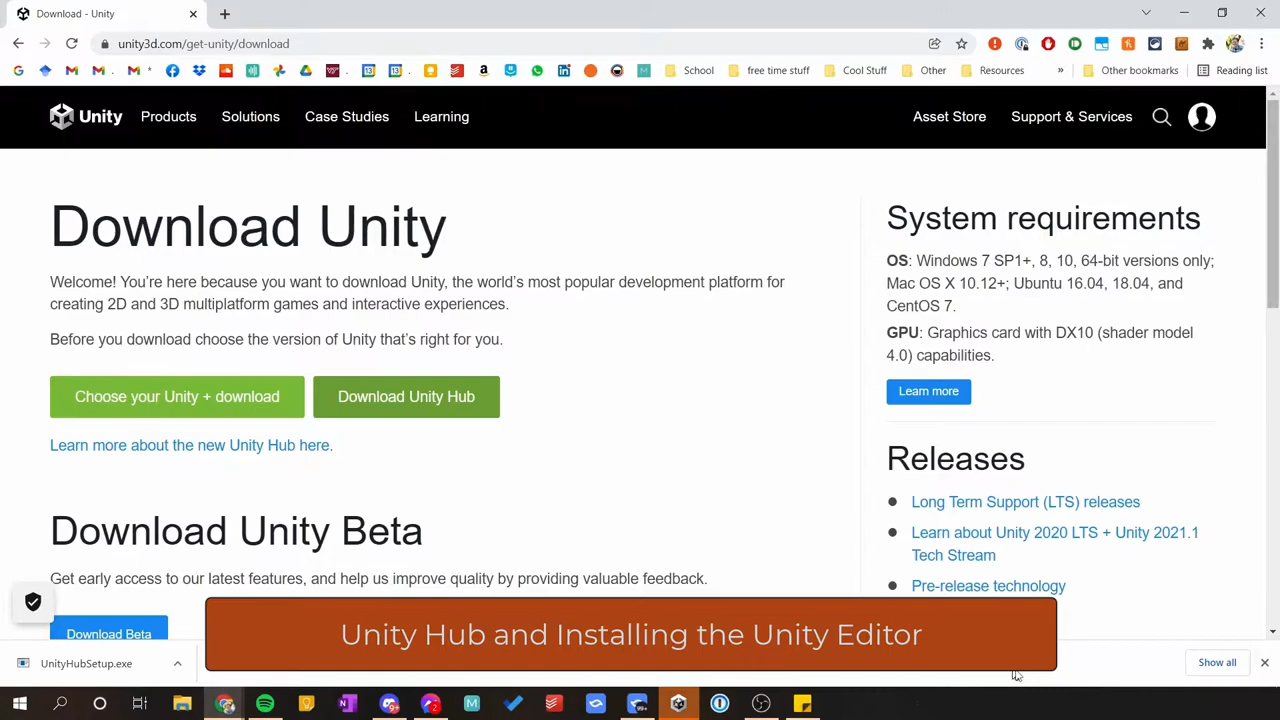 Download - Unity
unity3d.com/get-unity/download
School
free time stuff
Cool Stuff
Other
Resources
Other bookmarks
Reading list
Unity
Products
Solutions
Case Studies
Learning
Asset Store
Support & Services
Download Unity
Welcome! You're here because you want to download Unity, the world's most popular development platform for
creating 2D and 3D multiplatform games and interactive experiences.
Before you download choose the version of Unity that's right for you.
Choose your Unity + download
Download Unity Hub
Learn more about the new Unity Hub here.
Download Unity Beta
Get early access to our latest features, and help us improve quality by providing valuable feedback.
Download Beta
System requirements
OS: Windows 7 SP1+, 8, 10, 64-bit versions only;
Mac OS X 10.12+; Ubuntu 16.04, 18.04, and
CentOS 7.
GPU: Graphics card with DX10 (shader model
4.0) capabilities.
Learn more
Releases
Long Term Support (LTS) releases
Learn about Unity 2020 LTS + Unity 2021.1
Tech Stream
Pre-release technology
Unity Hub and Installing the Unity Editor
UnityHubSetup.exe
Show all